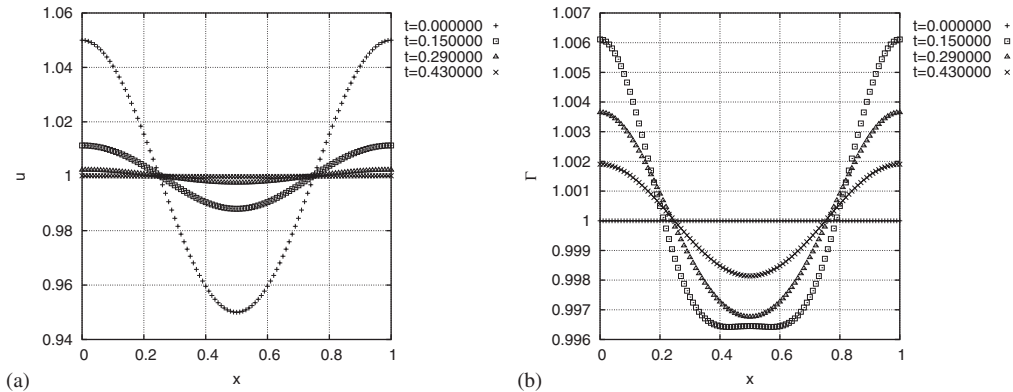 1.06
1.04
1.02
1
0.98
0.96
0.94
u
0 0.2 0.4 0.6 0.8 1
x
t=0.000000
t=0.150000
t=0.290000
t=0.430000
(a)
1.007
1.006
1.005
1.004
1.003
1.002
1.001
1
0.999
0.998
0.997
0.996
Γ
0 0.2 0.4 0.6 0.8 1
x
t=0.000000
t=0.150000
t=0.290000
t=0.430000
(b)